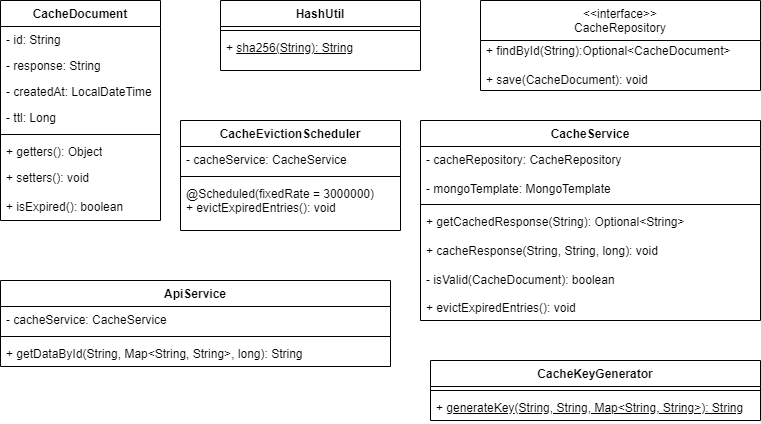 CacheDocument
- id: String
- response: String
- createdAt: LocalDateTime
- ttl: Long
+ getters(): Object
+ setters(): void
+ isExpired(): boolean
HashUtil
+ sha256(String): String
<<interface>>
CacheRepository
+ findById(String):Optional<CacheDocument>
+ save(CacheDocument): void
CacheEvictionScheduler
- cacheService: CacheService
@Scheduled(fixedRate = 3000000)
+ evictExpiredEntries(): void
CacheService
- cacheRepository: CacheRepository
- mongoTemplate: MongoTemplate
+ getCachedResponse(String): Optional<String>
+ cacheResponse(String, String, long): void
- isValid(CacheDocument): boolean
+ evictExpiredEntries(): void
ApiService
- cacheService: CacheService
+ getDataById(String, Map<String, String>, long): String
CacheKeyGenerator
+ generateKey(String, String, Map<String, String>): String